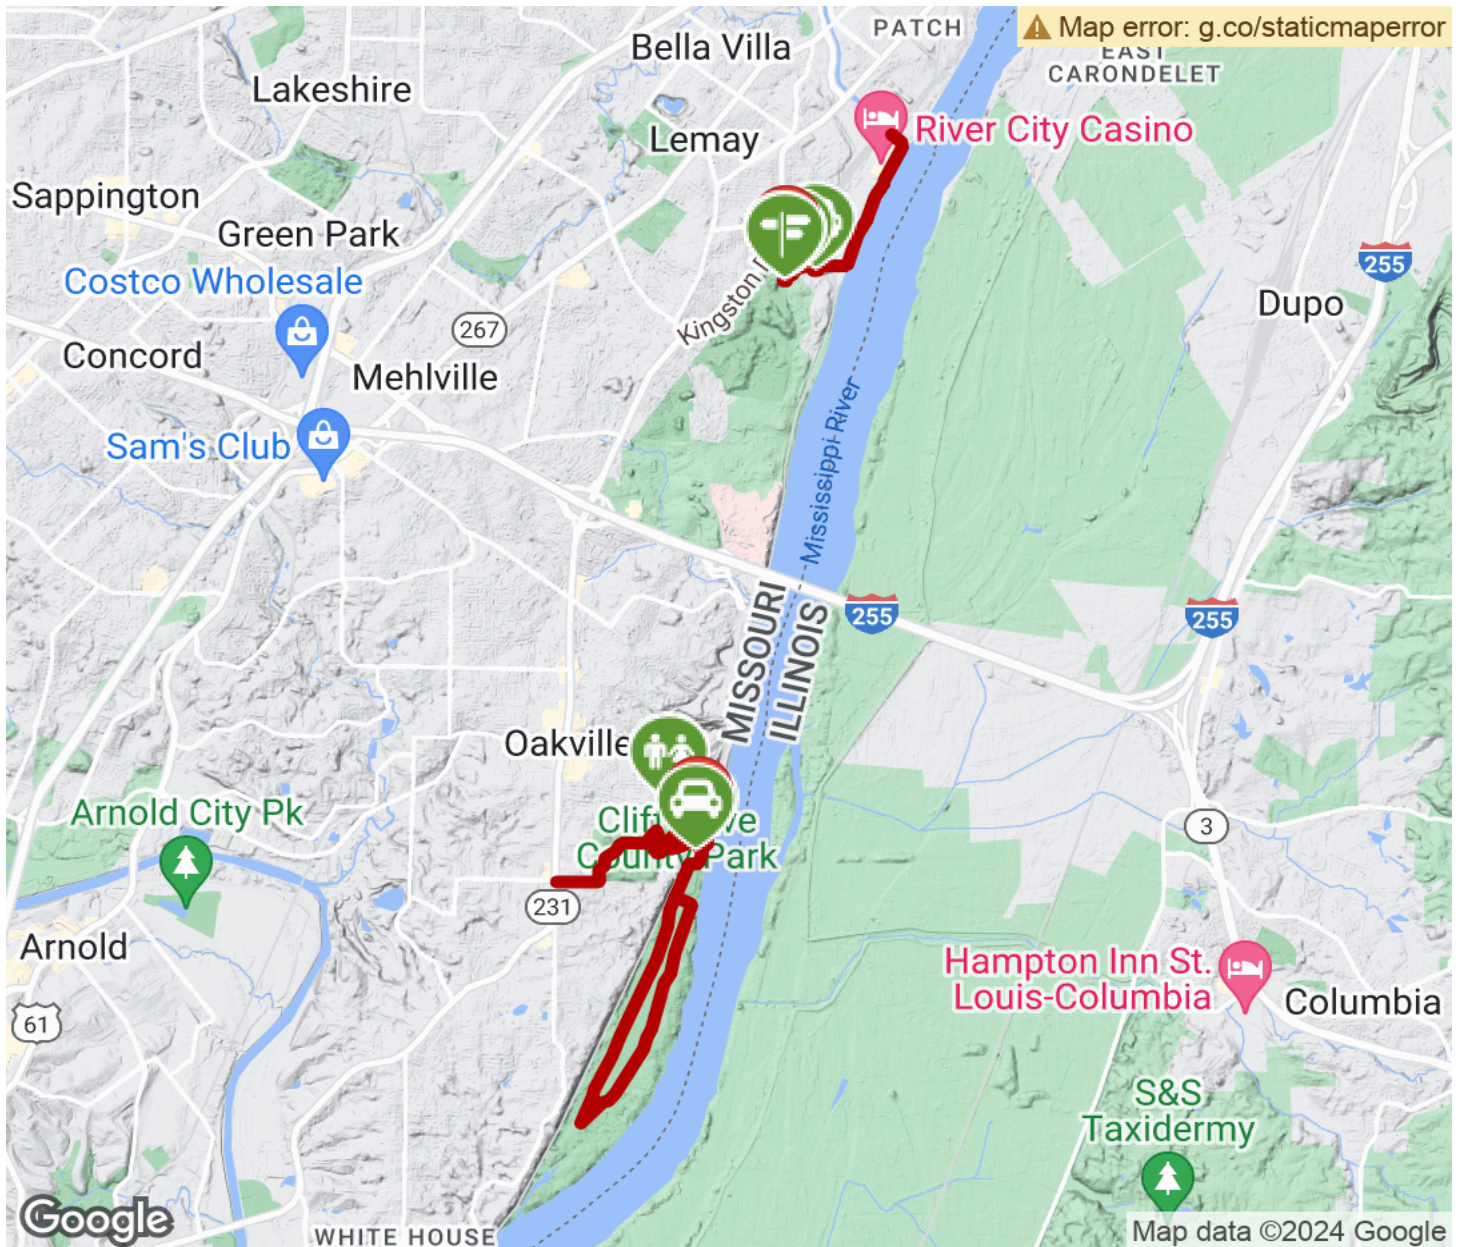 PATCH
Map error: g.co/staticmaperror
Bella Villa
EAST
CARONDELET
Lakeshire
Lemay
River City Casino
Sappington
Green Park
255
Costco Wholesale
Kingston
Dupo
267
Concord
Mehlville
Mississippi River
Sam's Club
MISSOURI
ILLINOIS
255
255
Oakville
Arnold City Pk
County Park
3
231
Arnold
Hampton Inn St.
Louis-Columbia
Columbia
61
S&S
Taxidermy
Google
WHITE HOUSE
Map data ©2024 Google